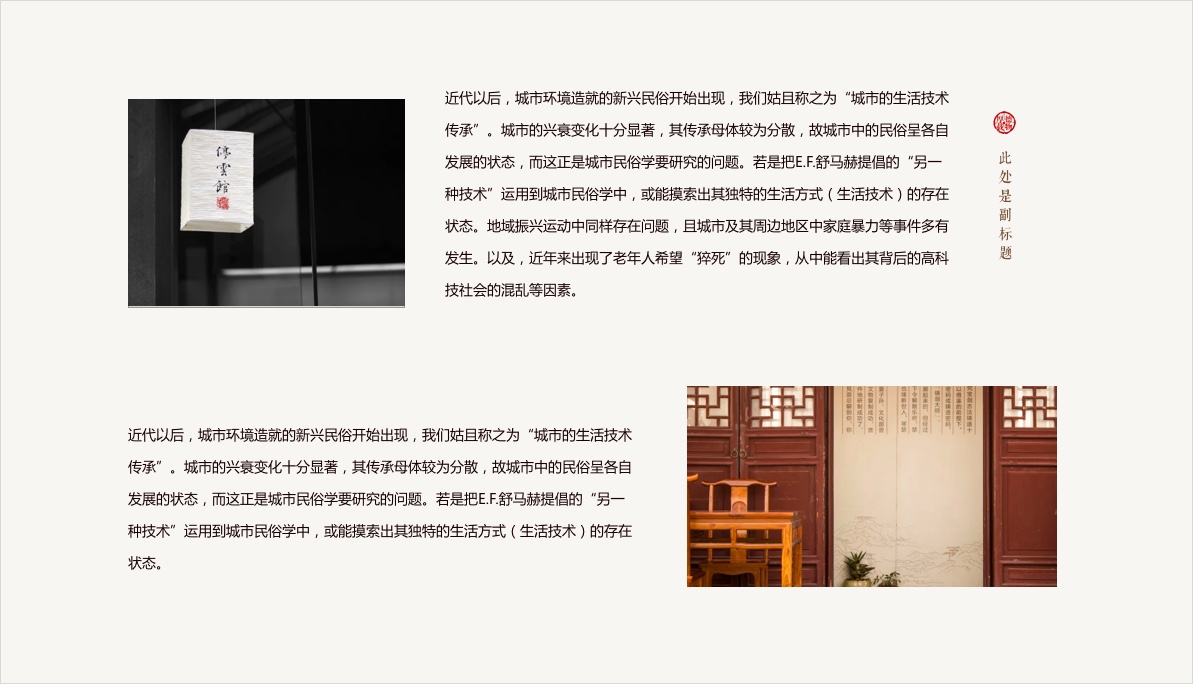 近代以后，城市环境造就的新兴民俗开始出现，我们姑且称之为“城市的生活技术
传承”。城市的兴衰变化十分显著，其传承母体较为分散，故城市中的民俗呈各自
发展的状态，而这正是城市民俗学要研究的问题。若是把E.F.舒马赫提倡的“另一
种技术”运用到城市民俗学中，或能摸索出其独特的生活方式（生活技术）的存在
状态。地域振兴运动中同样存在问题，且城市及其周边地区中家庭暴力等事件多有
发生。以及，近年来出现了老年人希望“猝死”的现象，从中能看出其背后的高科
技社会的混乱等因素。
此处是副标题
停雲館
近代以后，城市环境造就的新兴民俗开始出现，我们姑且称之为“城市的生活技术
传承”。城市的兴衰变化十分显著，其传承母体较为分散，故城市中的民俗呈各自
发展的状态，而这正是城市民俗学要研究的问题。若是把E.F.舒马赫提倡的“另一
种技术”运用到城市民俗学中，或能摸索出其独特的生活方式（生活技术）的存在
状态。